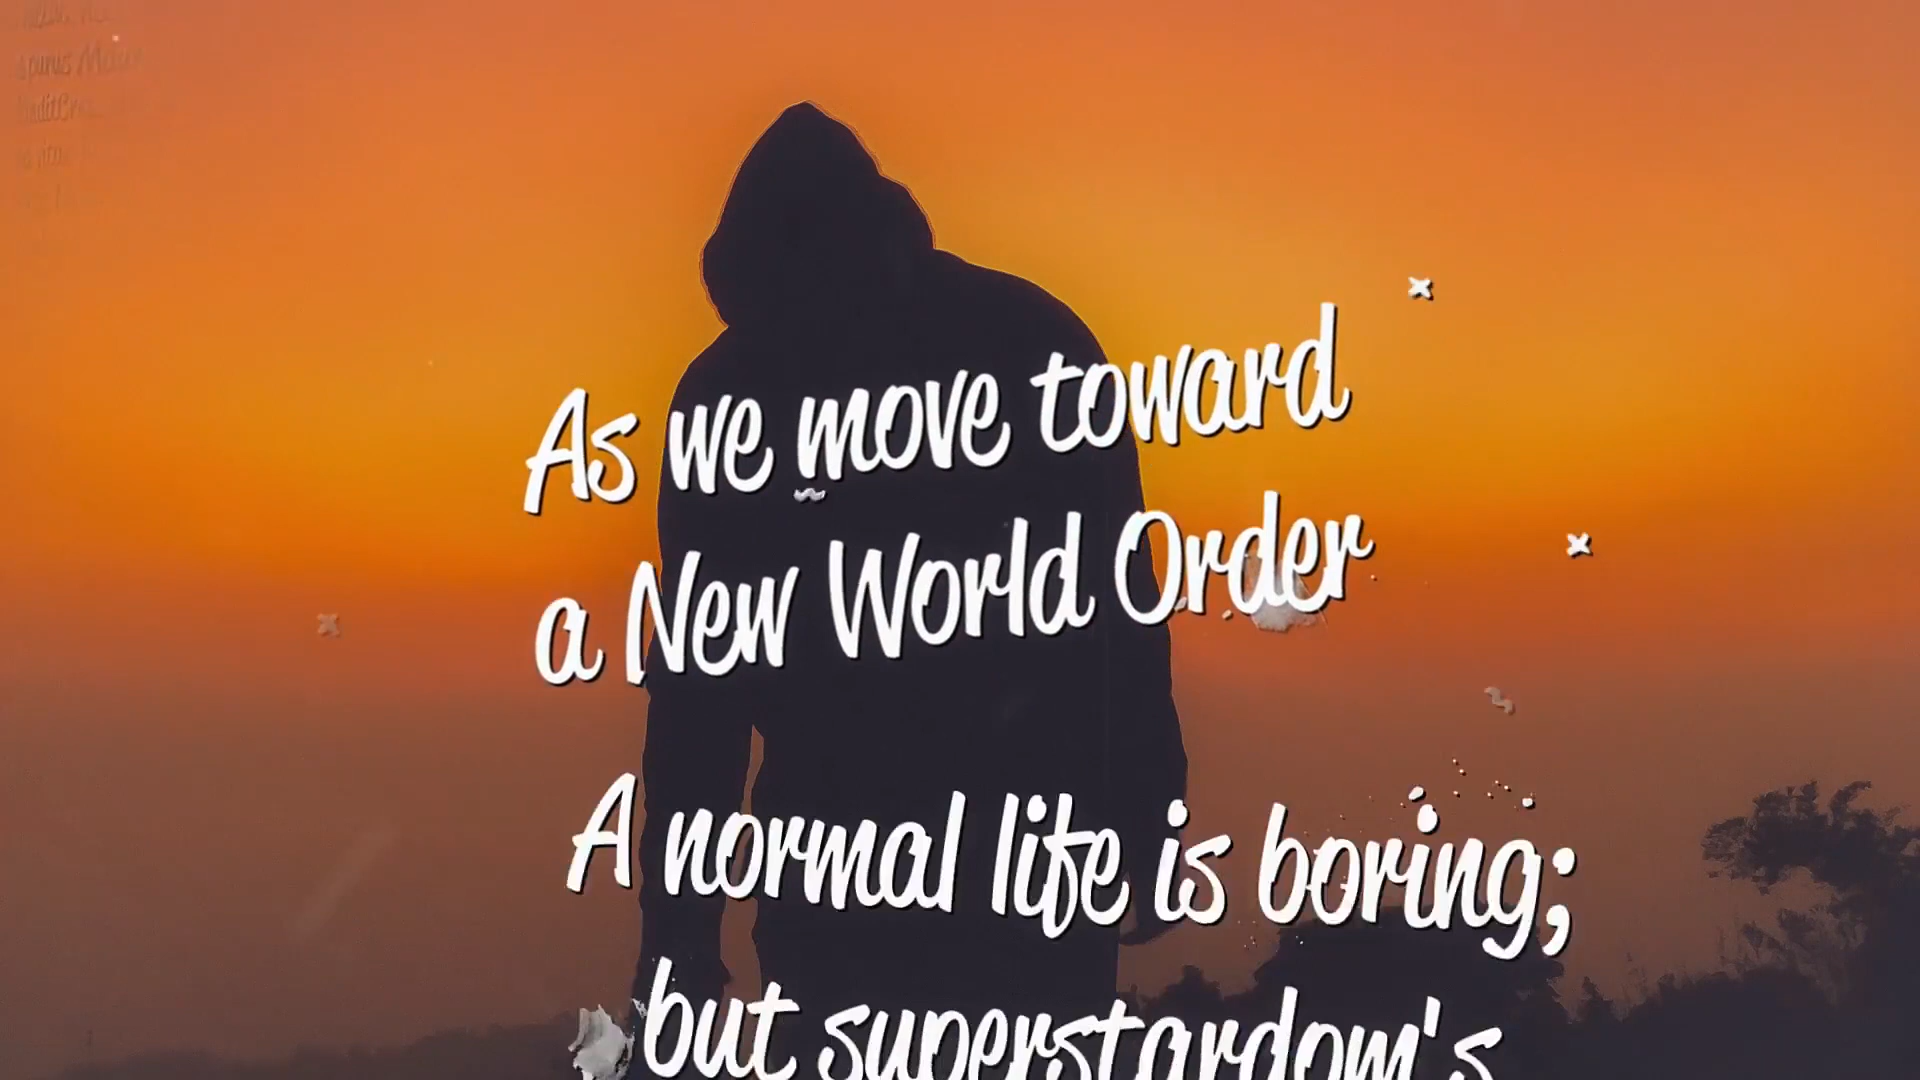 As we move toward
a New World Order
A normal life is boring;
but superstardom's